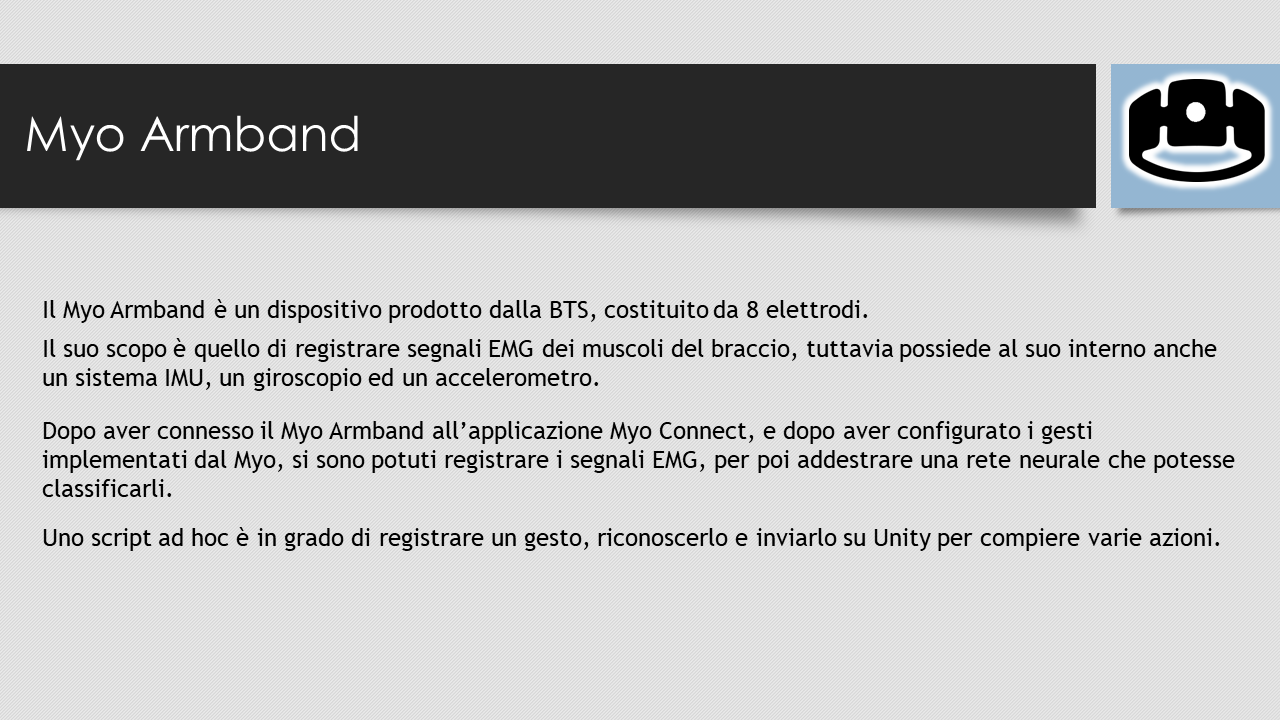 Myo Armband
Il Myo Armband è un dispositivo prodotto dalla BTS, costituito da 8 elettrodi.
Il suo scopo è quello di registrare segnali EMG dei muscoli del braccio, tuttavia possiede al suo interno anche
un sistema IMU, un giroscopio ed un accelerometro.
Dopo aver connesso il Myo Armband all’applicazione Myo Connect, e dopo aver configurato i gesti
implementati dal Myo, si sono potuti registrare i segnali EMG, per poi addestrare una rete neurale che potesse
classificarli.
Uno script ad hoc è in grado di registrare un gesto, riconoscerlo e inviarlo su Unity per compiere varie azioni.